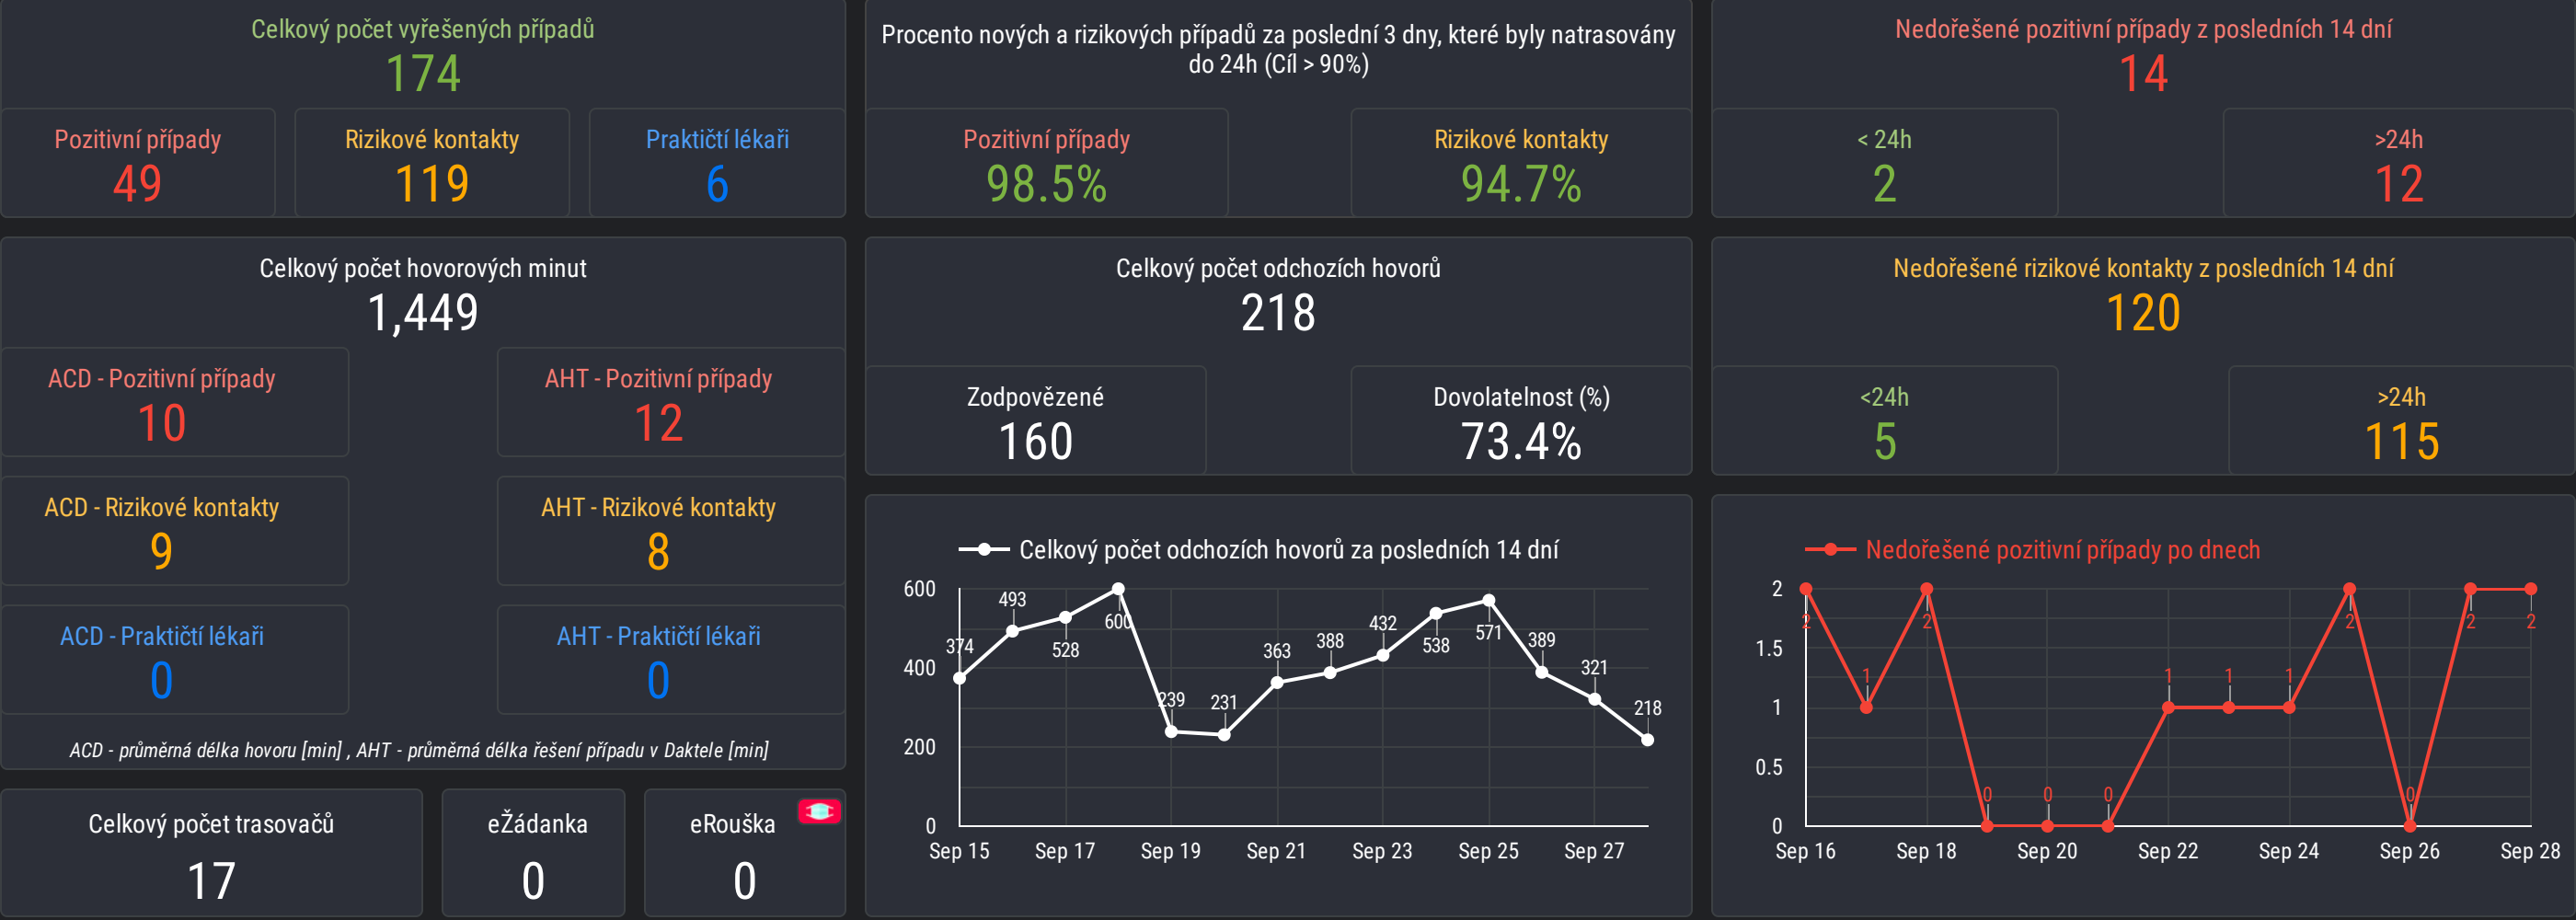 Celkový počet vyřešených případů
174
Pozitivní případy
49
Rizikové kontakty
119
Praktičtí lékaři
6
Procento nových a rizikových případů za poslední 3 dny, které byly natrasovány
do 24h (Cíl > 90%)
Pozitivní případy
98.5%
Rizikové kontakty
94.7%
Nedořešené pozitivní případy z posledních 14 dní
14
< 24h
2
>24h
12
Celkový počet hovorových minut
1,449
ACD - Pozitivní případy
10
AHT - Pozitivní případy
12
ACD - Rizikové kontakty
9
AHT - Rizikové kontakty
8
ACD - Praktičtí lékaři
0
AHT - Praktičtí lékaři
0
ACD - průměrná délka hovoru [min] , AHT - průměrná délka řešení případu v Daktele [min]
Celkový počet odchozích hovorů
218
Zodpovězené
160
Dovolatelnost (%)
73.4%
Nedořešené rizikové kontakty z posledních 14 dní
120
<24h
5
>24h
115
Celkový počet trasovačů
17
eŽádanka
0
eRouška
0
Celkový počet odchozích hovorů za posledních 14 dní
600
400
200
0
374
493
528
600
239
231
363
388
432
538
571
389
321
218
Sep 15 Sep 17 Sep 19 Sep 21 Sep 23 Sep 25 Sep 27
Nedořešené pozitivní případy po dnech
2
1.5
1
0.5
0
2
1
2
0
0
0
1
1
1
2
0
2
2
Sep 16 Sep 18 Sep 20 Sep 22 Sep 24 Sep 26 Sep 28